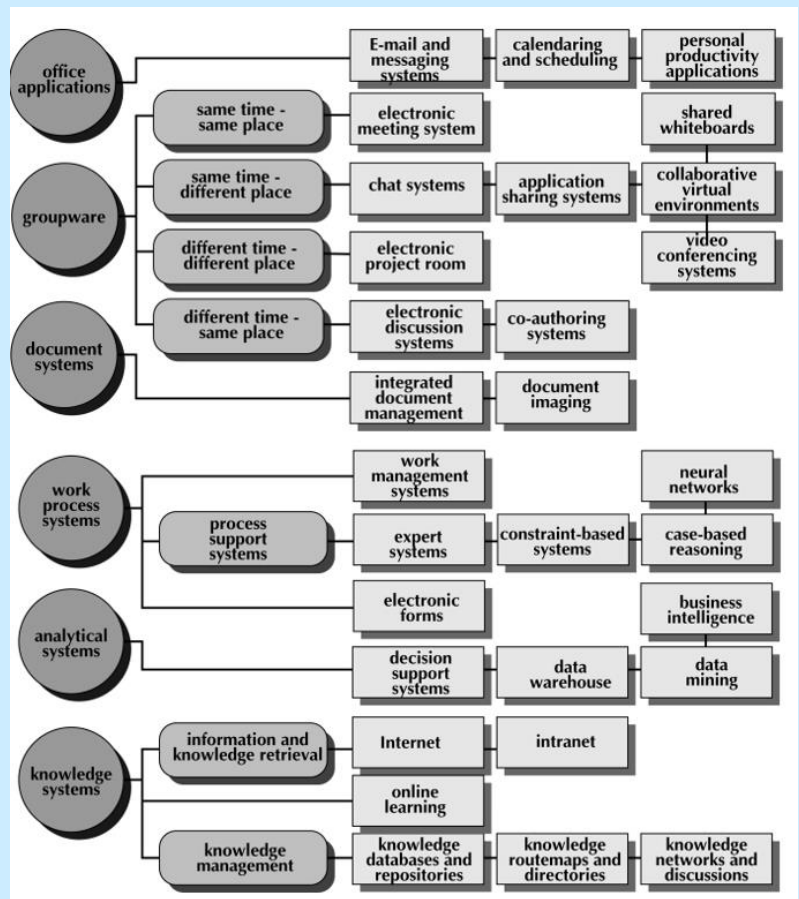 office
applications
E-mail and
messaging
systems
calendaring
and scheduling
personal
productivity
applications
same time -
same place
electronic
meeting system
shared
whiteboards
groupware
same time -
different place
chat systems
application
sharing systems
collaborative
virtual
environments
different time -
different place
electronic
project room
video
conferencing
systems
different time -
same place
electronic
discussion
systems
co-authoring
systems
document
systems
integrated
document
management
document
imaging
work
process
systems
work
management
systems
neural
networks
process
support
systems
expert
systems
constraint-based
systems
case-based
reasoning
electronic
forms
business
intelligence
analytical
systems
decision
support
systems
data
warehouse
data
mining
knowledge
systems
information and
knowledge retrieval
Internet
intranet
online
learning
knowledge
management
knowledge
databases and
repositories
knowledge
routemaps and
directories
knowledge
networks and
discussions